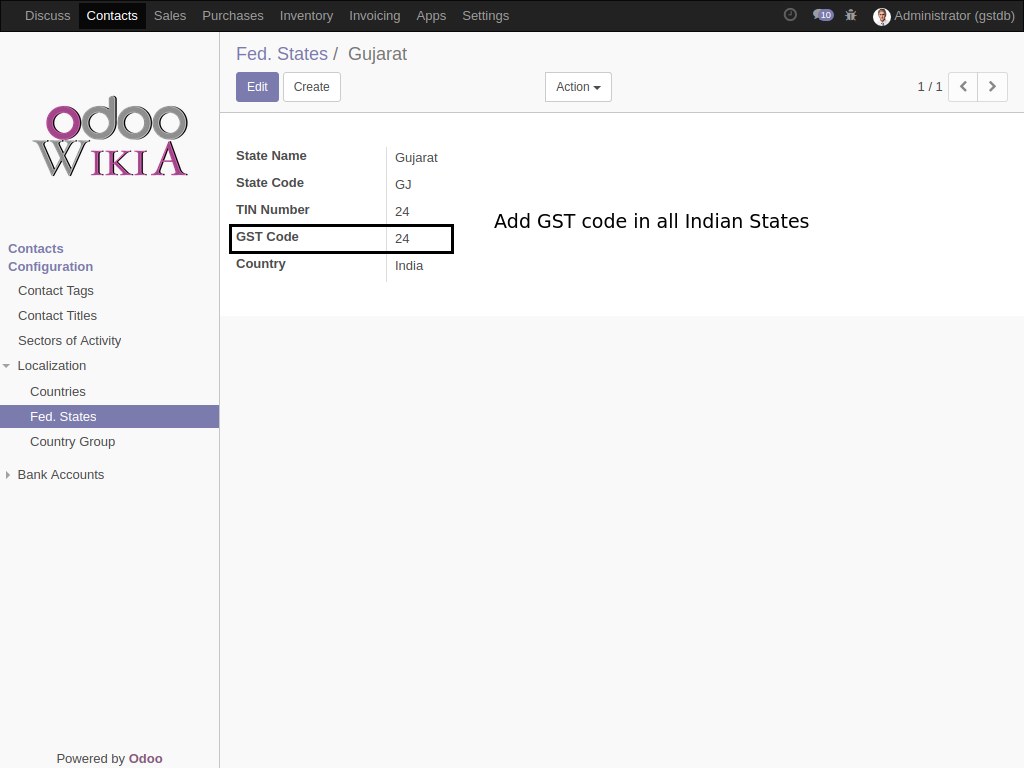 Discuss Contacts Sales Purchases Inventory Invoicing Apps Settings 10 Administrator (gstdb)
odoo
WIKIA
Contacts
Configuration
Contact Tags
Contact Titles
Sectors of Activity
Localization
Countries
Fed. States
Country Group
Bank Accounts
Powered by Odoo
Fed. States / Gujarat
Edit Create Action 1 / 1
State Name Gujarat
State Code GJ
TIN Number 24
GST Code 24
Country India
Add GST code in all Indian States